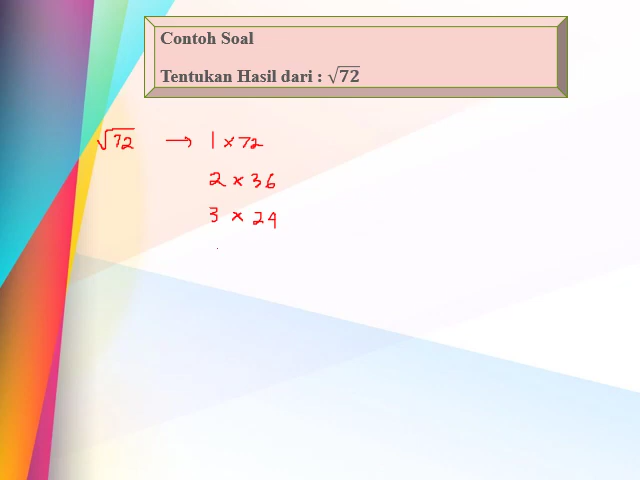 Contoh Soal
Tentukan Hasil dari : √72
√72 → 1 × 72
2 × 36
3 × 24